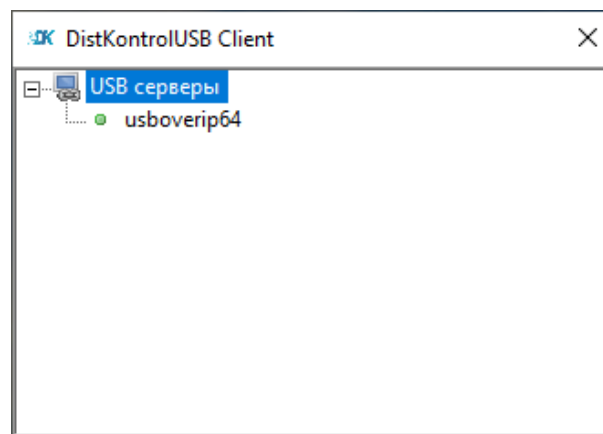 DK DistKontrolUSB Client
USB серверы
usboverip64